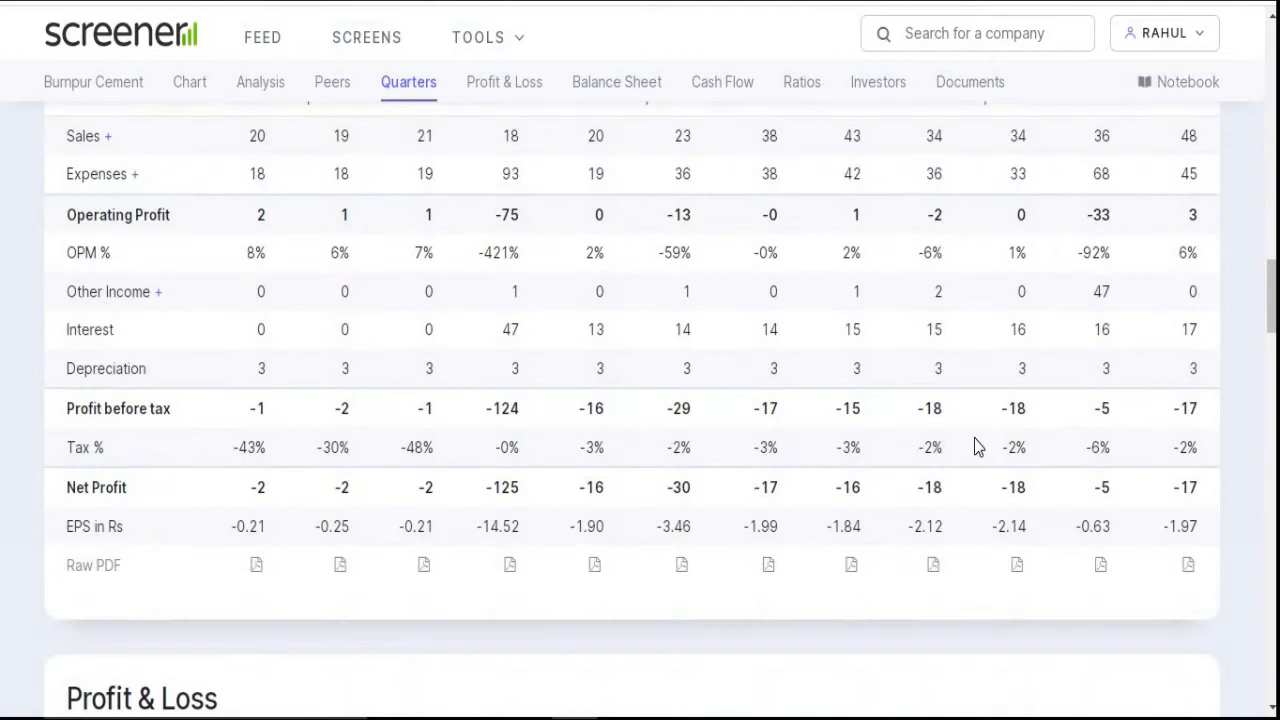 screener FEED SCREENS TOOLS Search for a company RAHUL
Burnpur Cement Chart Analysis Peers Quarters Profit & Loss Balance Sheet Cash Flow Ratios Investors Documents Notebook
Sales + 20 19 21 18 20 23 38 43 34 34 36 48
Expenses + 18 18 19 93 19 36 38 42 36 33 68 45
Operating Profit 2 1 1 -75 0 -13 -0 1 -2 0 -33 3
OPM % 8% 6% 7% -421% 2% -59% -0% 2% -6% 1% -92% 6%
Other Income + 0 0 0 1 0 1 0 1 2 0 47 0
Interest 0 0 0 47 13 14 14 15 15 16 16 17
Depreciation 3 3 3 3 3 3 3 3 3 3 3 3
Profit before tax -1 -2 -1 -124 -16 -29 -17 -15 -18 -18 -5 -17
Tax % -43% -30% -48% -0% -3% -2% -3% -3% -2% -2% -6% -2%
Net Profit -2 -2 -2 -125 -16 -30 -17 -16 -18 -18 -5 -17
EPS in Rs -0.21 -0.25 -0.21 -14.52 -1.90 -3.46 -1.99 -1.84 -2.12 -2.14 -0.63 -1.97
Raw PDF
Profit & Loss